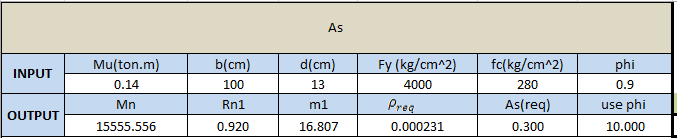 As
INPUT
Mu(ton.m) b(cm) d(cm) Fy (kg/cm^2) fc(kg/cm^2) phi
0.14 100 13 4000 280 0.9
OUTPUT
Mn Rn1 m1 ρreq As(req) use phi
15555.556 0.920 16.807 0.000231 0.300 10.000